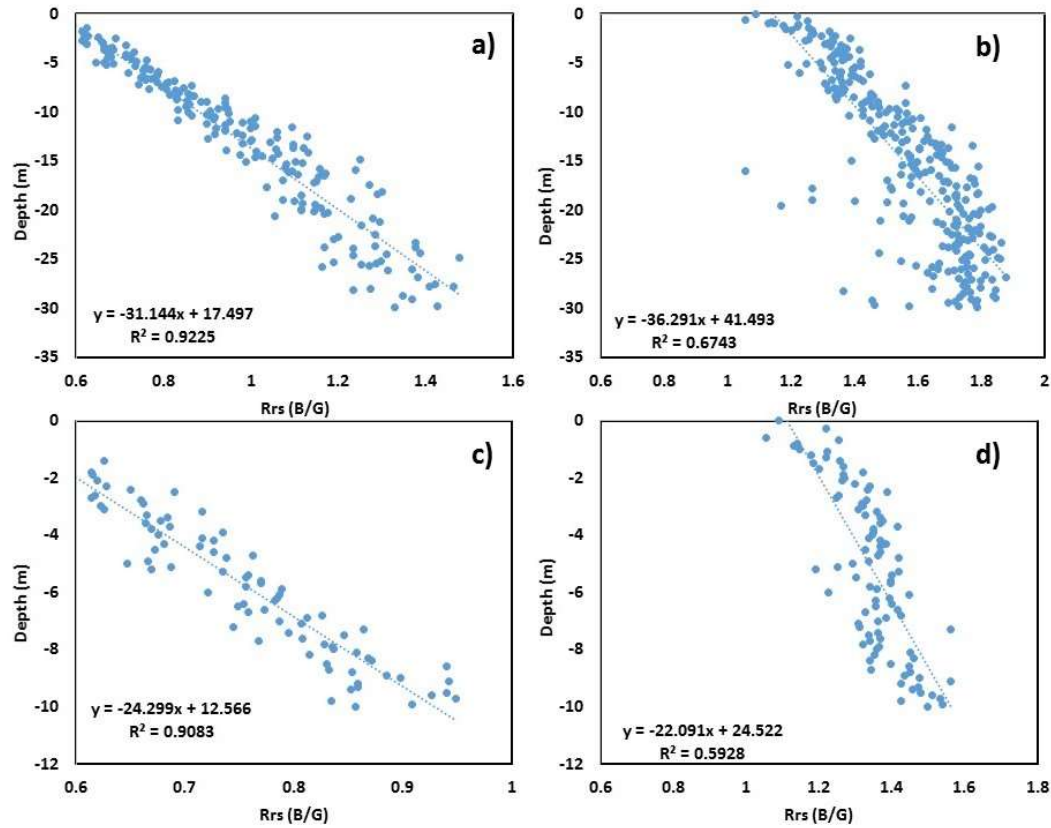 a)
0
-5
-10
-15
-20
-25
-30
-35
Depth (m)
y = -31.144x + 17.497
R² = 0.9225
0.6 0.8 1 1.2 1.4 1.6
Rrs (B/G)
b)
0
-5
-10
-15
-20
-25
-30
-35
Depth (m)
y = -36.291x + 41.493
R² = 0.6743
0.6 0.8 1 1.2 1.4 1.6 1.8 2
Rrs (B/G)
c)
0
-2
-4
-6
-8
-10
-12
Depth (m)
y = -24.299x + 12.566
R² = 0.9083
0.6 0.7 0.8 0.9 1
Rrs (B/G)
d)
0
-2
-4
-6
-8
-10
-12
Depth (m)
y = -22.091x + 24.522
R² = 0.5928
0.6 0.8 1 1.2 1.4 1.6 1.8
Rrs (B/G)